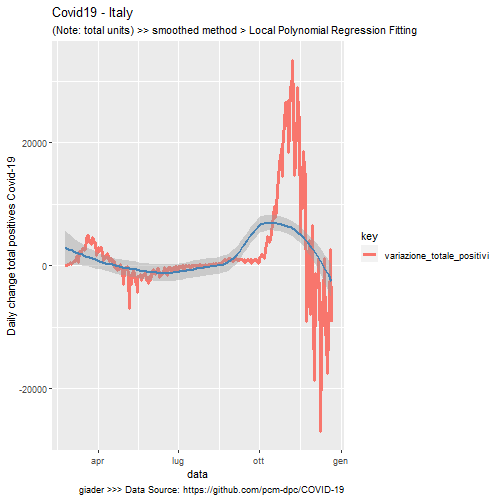 Covid19 - Italy
(Note: total units) >> smoothed method > Local Polynomial Regression Fitting
Daily change total positives Covid-19
20000
0
-20000
apr
lug
ott
gen
data
key
variazione_totale_positivi
giader >>> Data Source: https://github.com/pcm-dpc/COVID-19